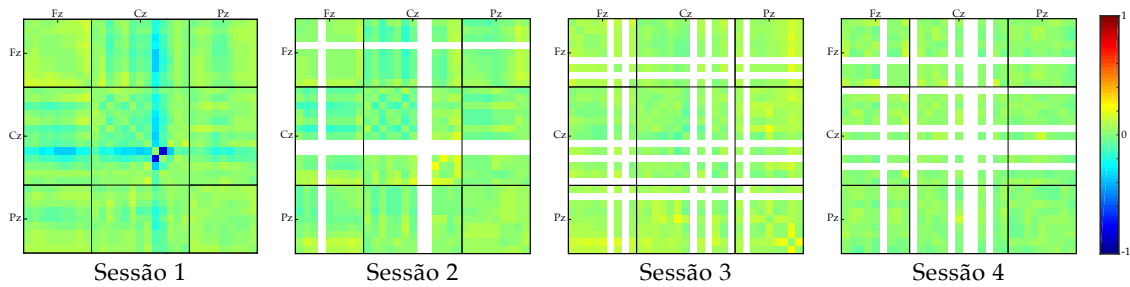 Fz Cz Pz Fz Cz Pz Fz Cz Pz Fz Cz Pz 1
Fz Fz Fz Fz
Cz Cz Cz Cz 0
Pz Pz Pz Pz
-1
Sessão 1 Sessão 2 Sessão 3 Sessão 4